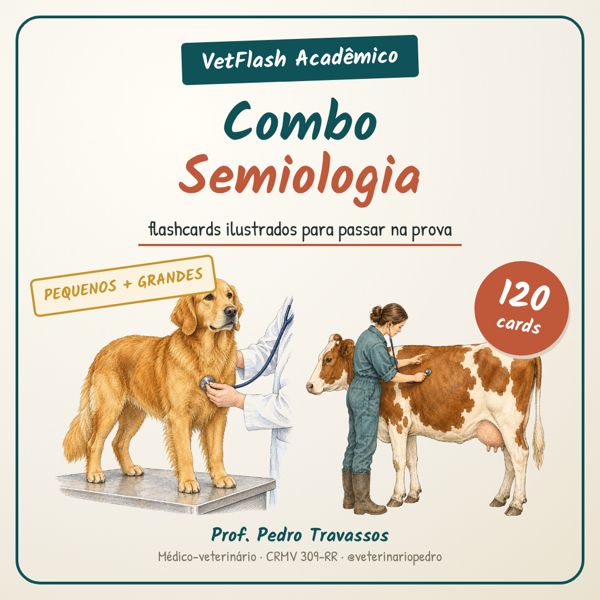 VetFlash Acadêmico
Combo
Semiologia
flashcards ilustrados para passar na prova
PEQUENOS + GRANDES
120
cards
Prof. Pedro Travassos
Médico-veterinário · CRMV 309-RR · @veterinariopedro